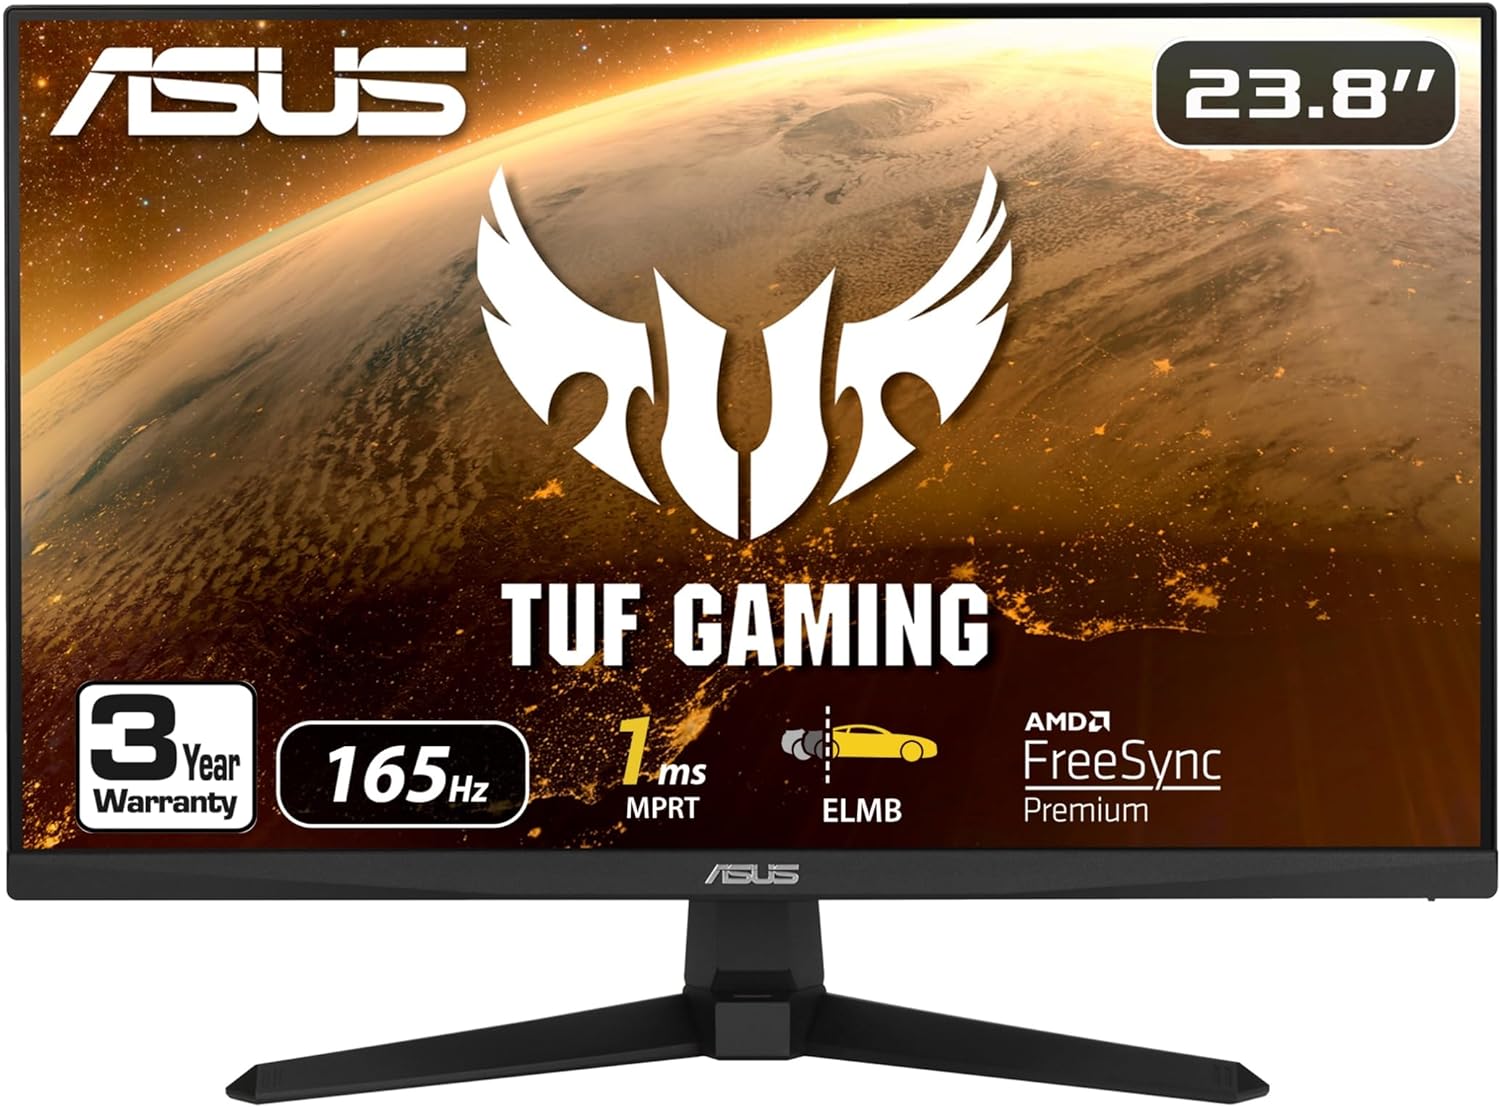 ASUS
23.8"
TUF GAMING
3 Year
Warranty
165Hz
1ms
MPRT
ELMB
AMD
FreeSync
Premium
ASUS